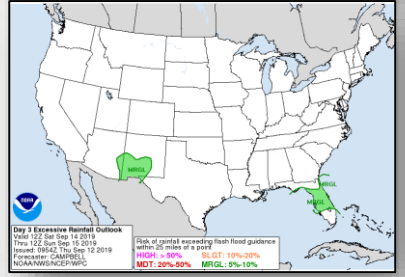 MRGL
MRGL
MRGL
NOAA
Day 3 Excessive Rainfall Outlook
Valid 12Z Sat Sep 14 2019
Thru 12Z Sun Sep 15 2019
Issued: 0954Z Thu Sep 12 2019
Forecaster: CAMPBELL
NOAA/NWS/NCEP/WPC
Risk of rainfall exceeding flash flood guidance
within 25 miles of a point
HIGH: > 50% SLGT: 10%-20%
MDT: 20%-50% MRGL: 5%-10%